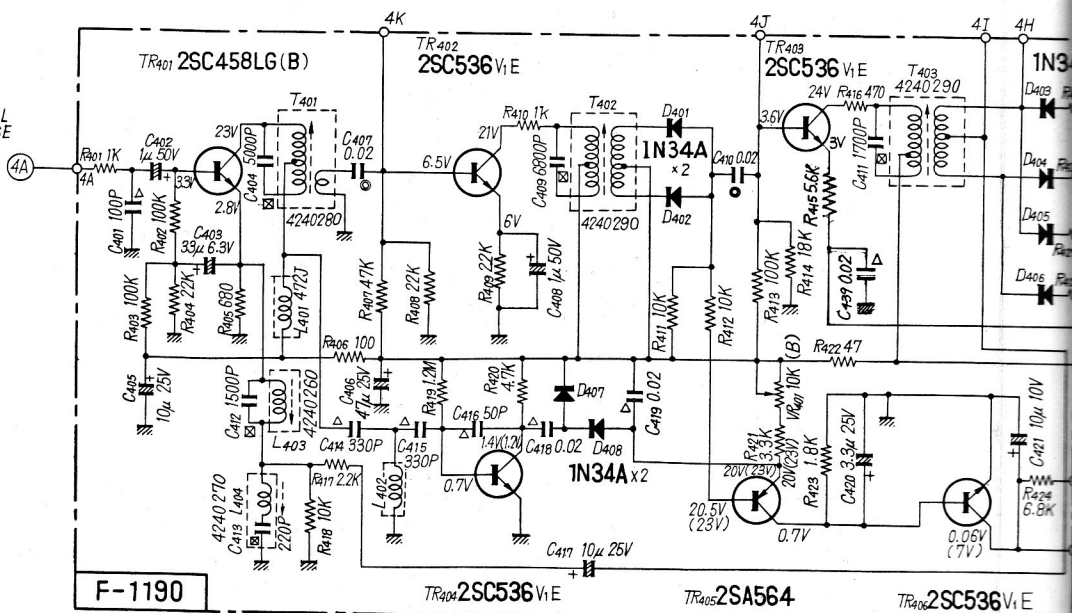 4K
4J
4I
4H
TR401 2SC458LG(B)
TR402
2SC536 V₁E
TR403
2SC536 V₁E
1N34
T403
4240290
D403
T401
24V
R416 470
C402
1μ 50V
23V
5000P
C404
C407
0.02
R410 1K
21V
T402
D401
3.6V
3V
C411 1700P
4A
R401 1K
4A
33V
6.5V
C409 6800P
1N34A
×2
C410 0.02
D404
C401 100P
R402 100K
2.8V
4240280
6V
4240290
D402
R415 5.6K
4240290
C403
33μ 6.3V
D405
R403 100K
R404 22K
R405 680
L401 472J
R401 47K
R408 22K
R409 22K
C408 1μ 50V
R411 10K
R412 10K
R413 100K
R414 18K
C439 0.02
D406
R406 100
(B)
R422 47
C405
10μ 25V
C412 1500P
4240260
L403
C406
47μ 25V
R419 1.2M
R420
4.7K
D407
C419 0.02
VR401 10K
C416 50P
C414 330P
C415
330P
1.4V(1.2V)
C418 0.02
D408
R421
3.3K
20V(23V)
20V(23V)
R423 1.8K
C420 3.3μ 25V
C421 10μ 10V
1N34A ×2
4240270
L404
C413
220P
R417 2.2K
R418 10K
L402
0.7V
20.5V
(23V)
0.7V
R424
6.8K
0.06V
(7V)
C417 10μ 25V
F-1190
TR404 2SC536 V₁E
TR405 2SA564
TR406 2SC536 V₁E